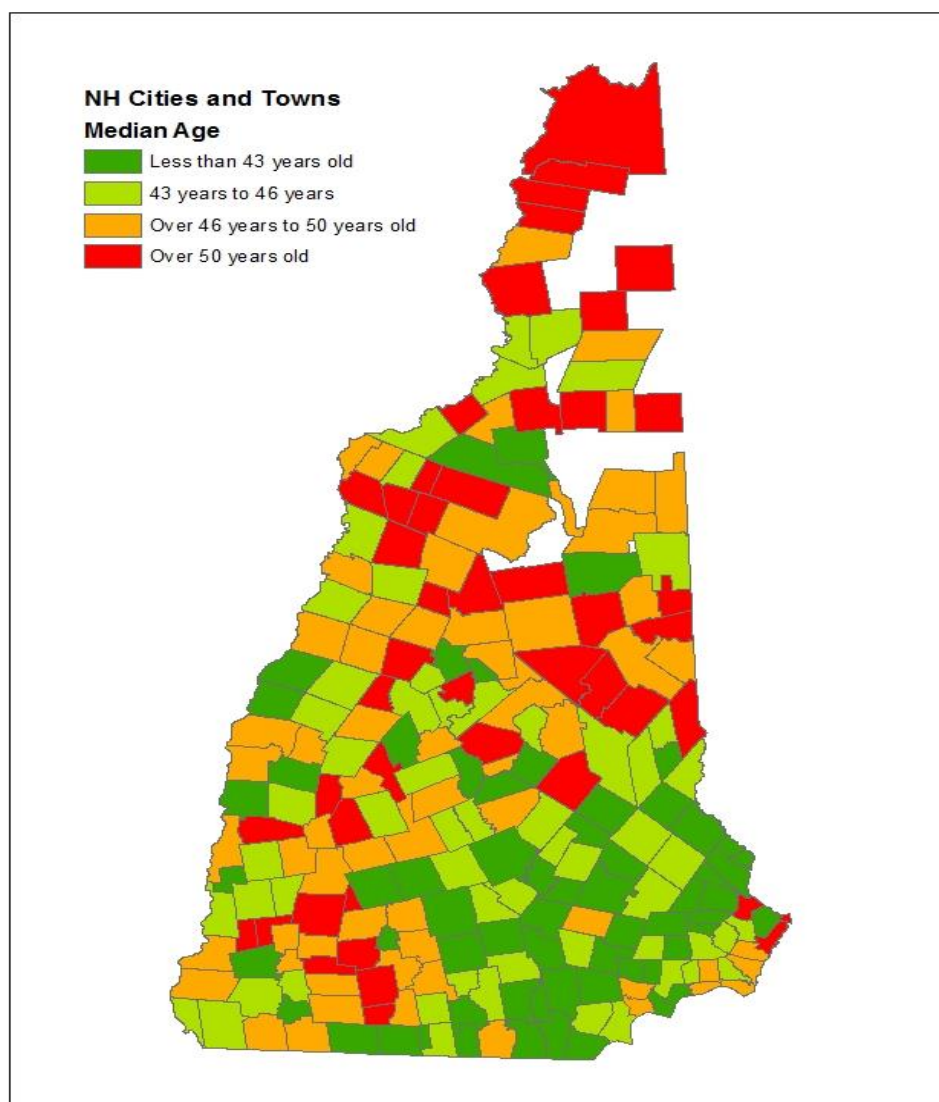 NH Cities and Towns
Median Age
Less than 43 years old
43 years to 46 years
Over 46 years to 50 years old
Over 50 years old